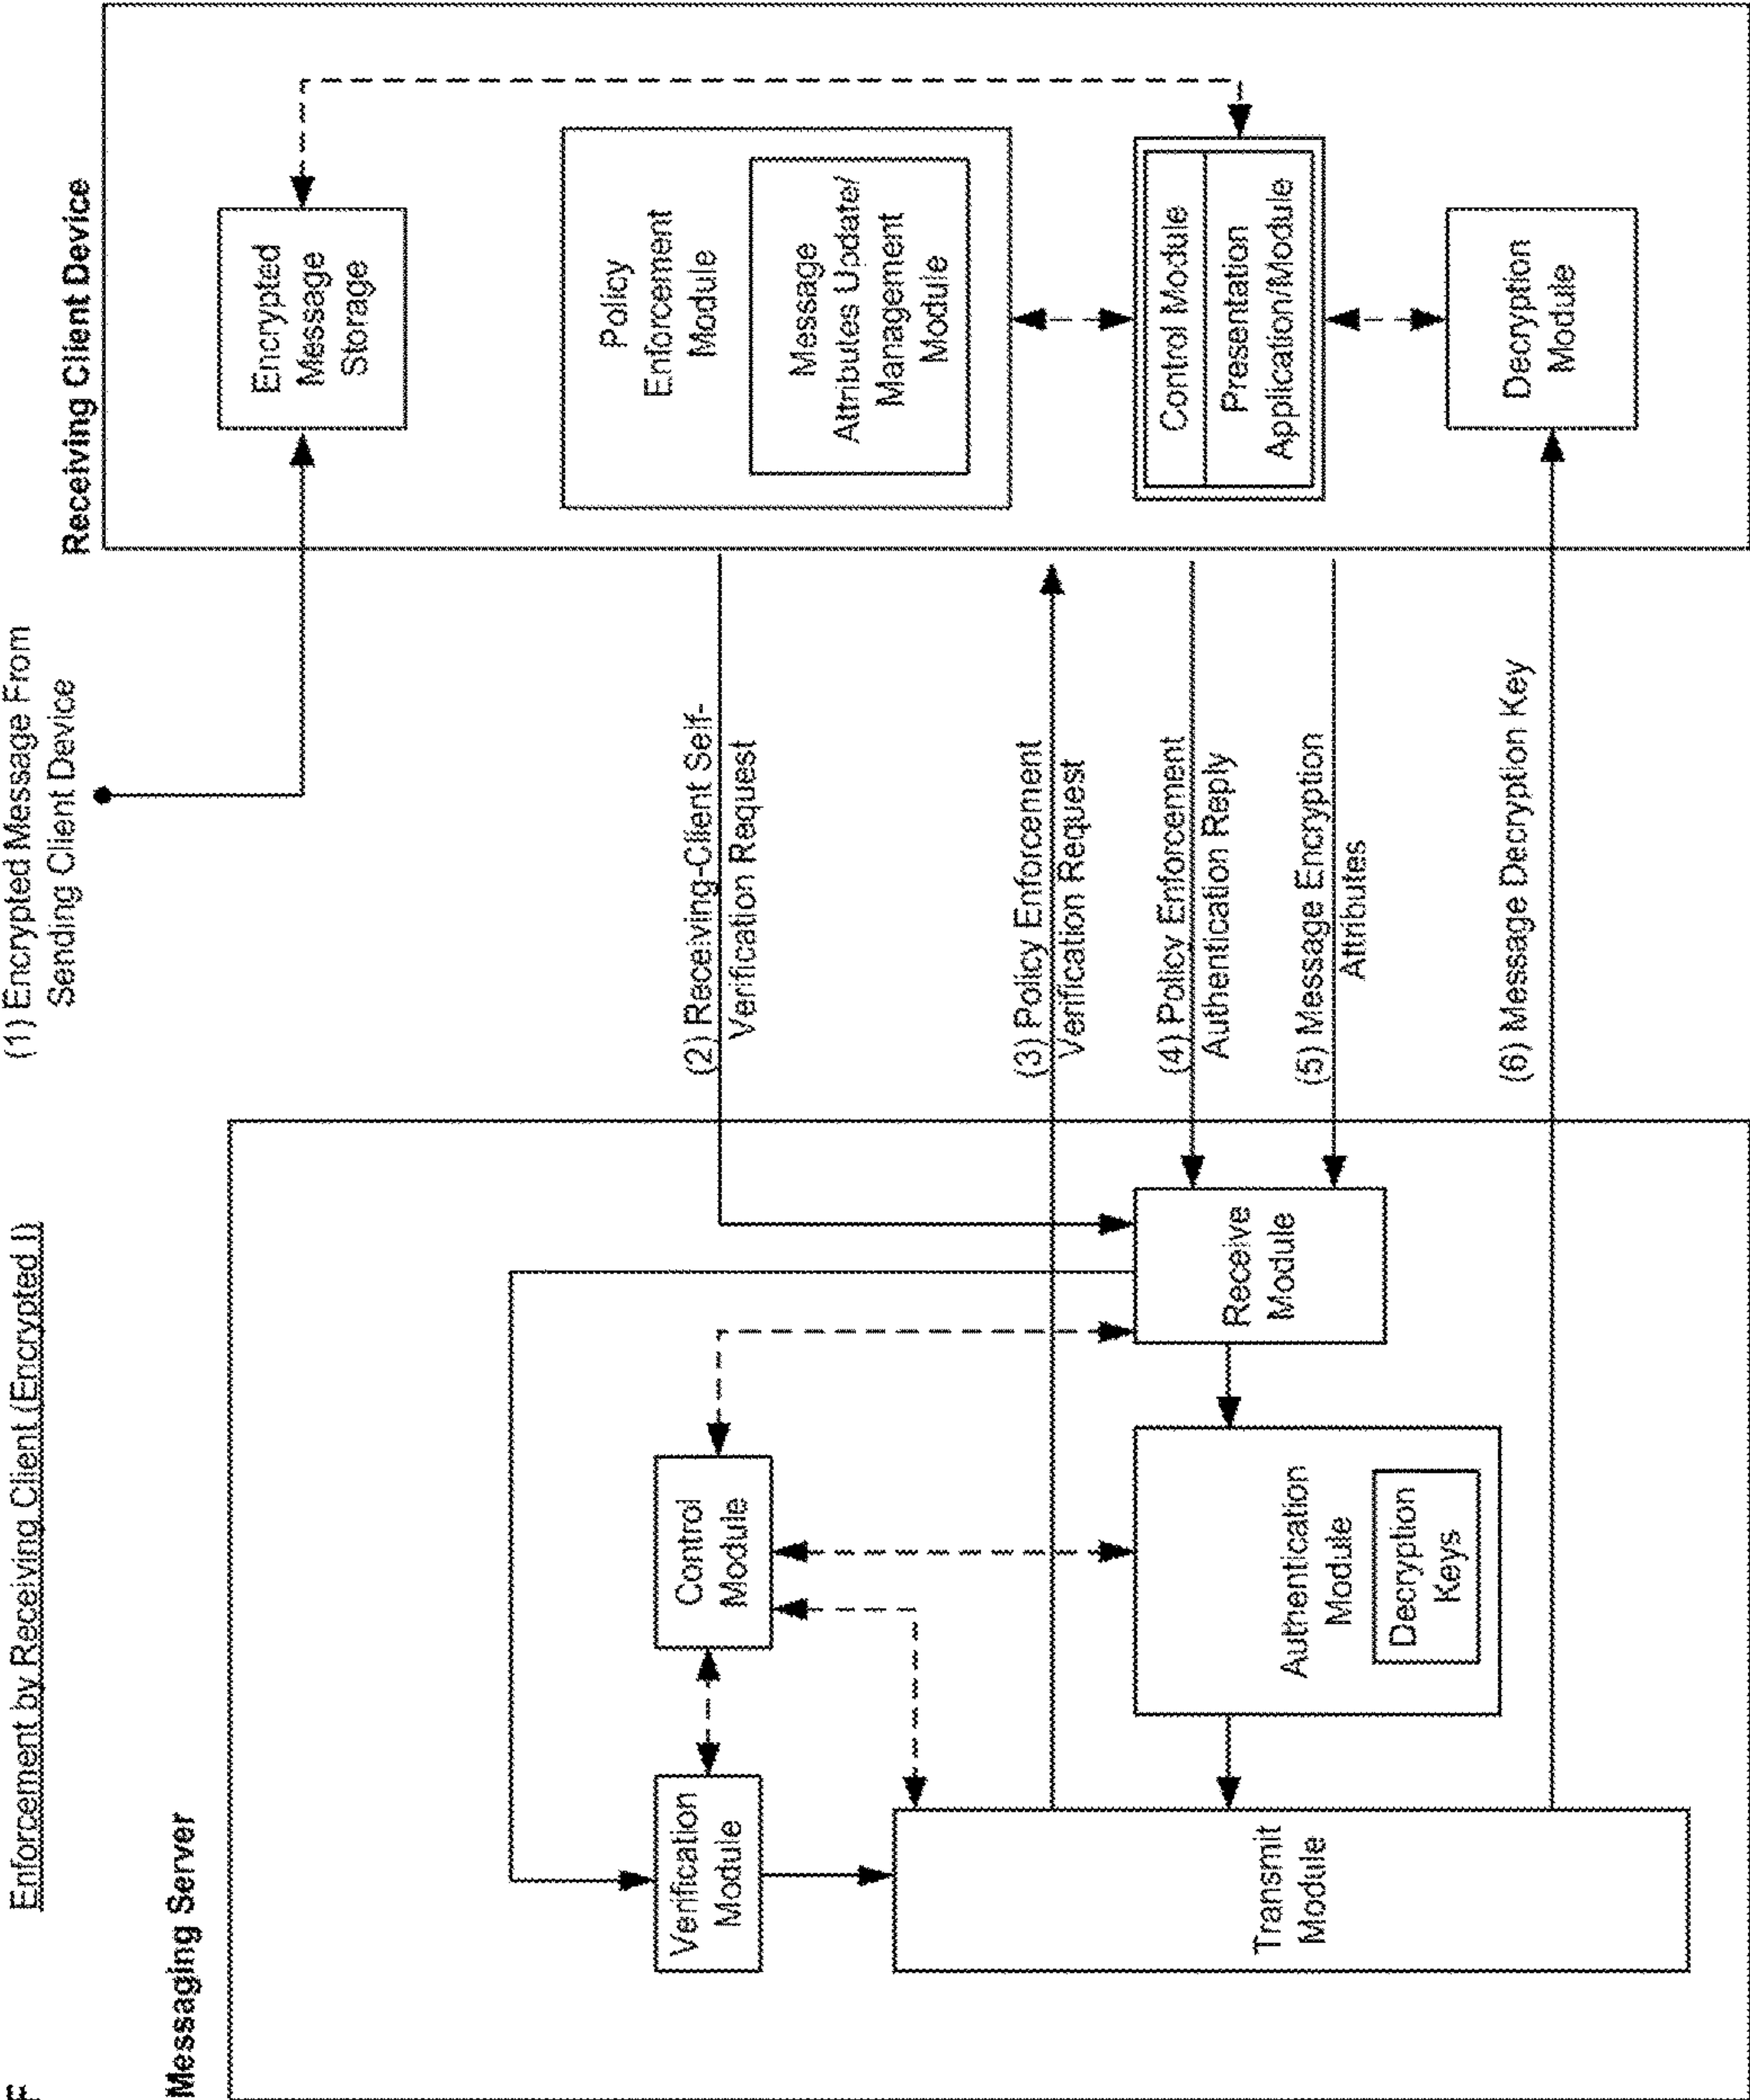 F
Enforcement by Receiving Client (Encrypted I)
Messaging Server
Verification
Module
Control
Module
Transmit
Module
Authentication
Module
Decryption
Keys
Receive
Module
(1) Encrypted Message From
Sending Client Device
(2) Receiving-Client Self-
Verification Request
(3) Policy Enforcement
Verification Request
(4) Policy Enforcement
Authentication Reply
(5) Message Encryption
Attributes
(6) Message Decryption Key
Receiving Client Device
Encrypted
Message
Storage
Policy
Enforcement
Module
Message
Attributes Update/
Management
Module
Control Module
Presentation
Application/Module
Decryption
Module